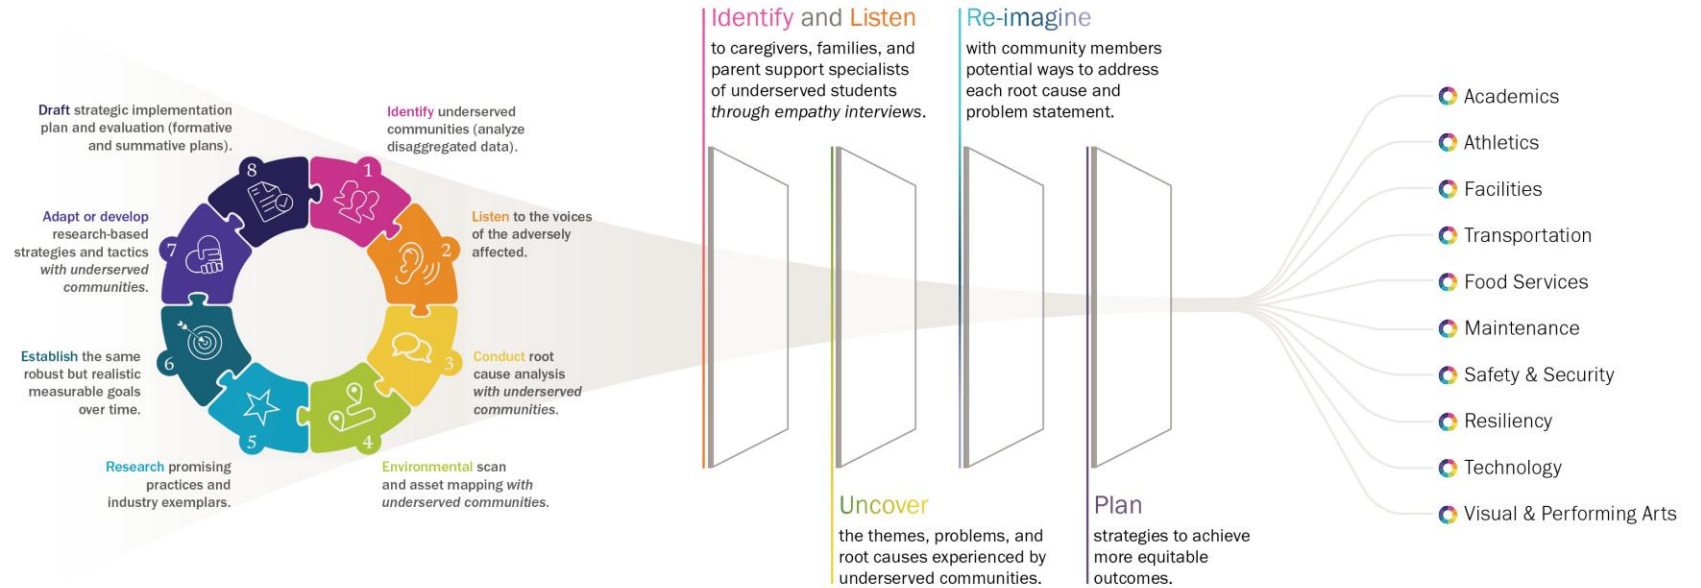 Identify and Listen
to caregivers, families, and
parent support specialists
of underserved students
through empathy interviews.
Re-imagine
with community members
potential ways to address
each root cause and
problem statement.
Draft strategic implementation
plan and evaluation (formative
and summative plans).
Identify underserved
communities (analyze
disaggregated data).
8
1
Adapt or develop
research-based
strategies and tactics
with underserved
communities.
7
2
Listen to the voices
of the adversely
affected.
Establish the same
robust but realistic
measurable goals
over time.
6
3
Conduct root
cause analysis
with underserved
communities.
5
4
Research promising
practices and
industry exemplars.
Environmental scan
and asset mapping with
underserved communities.
Uncover
the themes, problems, and
root causes experienced by
underserved communities.
Plan
strategies to achieve
more equitable
outcomes.
Academics
Athletics
Facilities
Transportation
Food Services
Maintenance
Safety & Security
Resiliency
Technology
Visual & Performing Arts